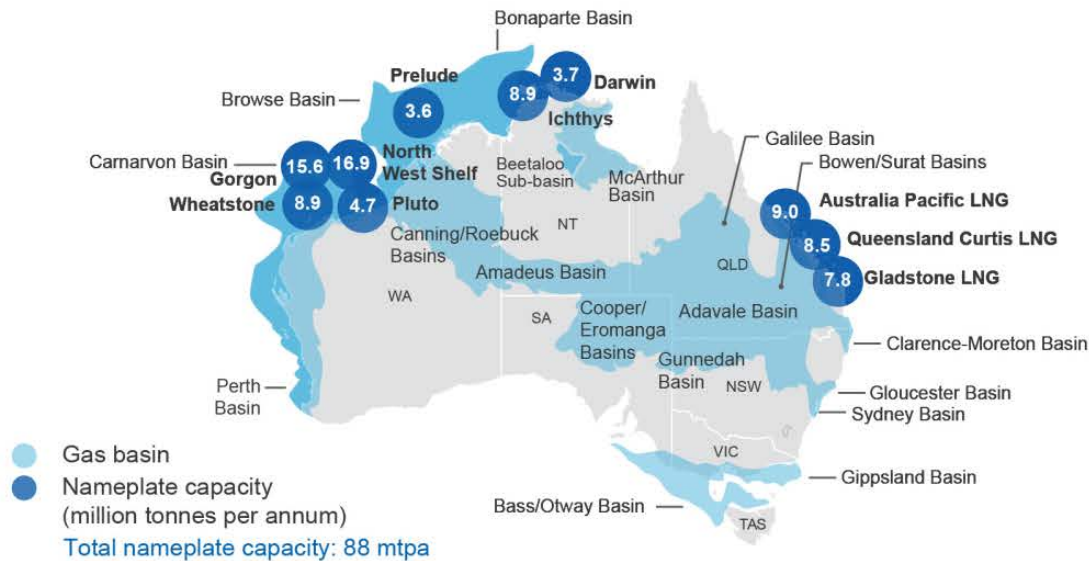 Bonaparte Basin
Prelude
3.6
8.9
3.7
Darwin
Ichthys
Browse Basin
Carnarvon Basin
15.6
16.9
North
West Shelf
Gorgon
Wheatstone
8.9
4.7
Pluto
Beetaloo
Sub-basin
McArthur
Basin
Galilee Basin
Bowen/Surat Basins
9.0
Australia Pacific LNG
8.5
Queensland Curtis LNG
7.8
Gladstone LNG
NT
Canning/Roebuck
Basins
Amadeus Basin
QLD
WA
SA
Cooper/
Eromanga
Basins
Adavale Basin
Gunnedah
Basin
NSW
Clarence-Moreton Basin
Gloucester Basin
Sydney Basin
Perth
Basin
VIC
Gippsland Basin
Bass/Otway Basin
TAS
Gas basin
Nameplate capacity
(million tonnes per annum)
Total nameplate capacity: 88 mtpa